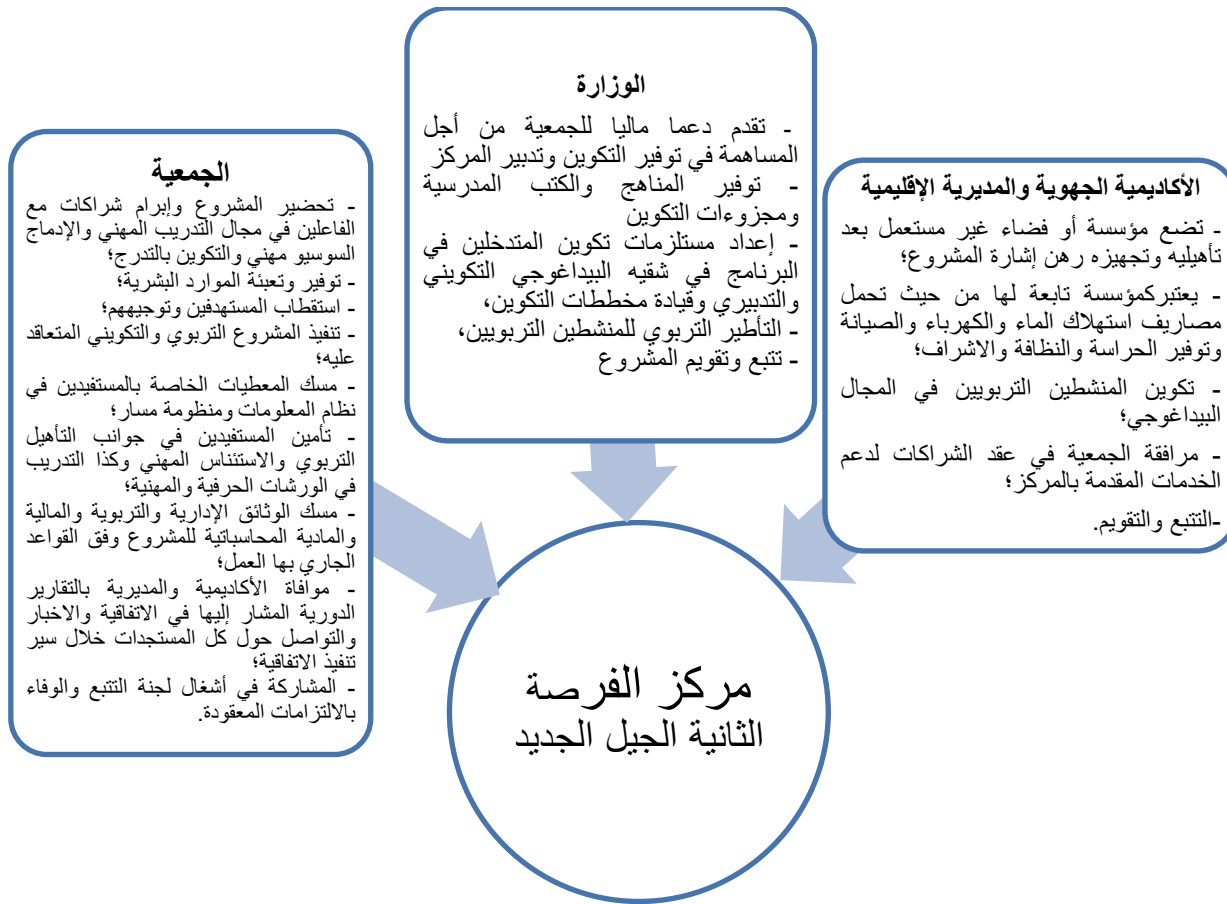 الوزارة
- تقدم دعما ماليا للجمعية من أجل
المساهمة في توفير التكوين وتدبير المركز
- توفير المناهج والكتب المدرسية
ومجزوءات التكوين
- إعداد مستلزمات تكوين المتدخلين في
البرنامج في شقيه البيداغوجي التكويني
والتدبيري وقيادة مخططات التكوين،
- التأطير التربوي للمنشطين التربويين،
- تتبع وتقويم المشروع
الأكاديمية الجهوية والمديرية الإقليمية
- تضع مؤسسة أو فضاء غير مستعمل بعد
تأهيليه وتجهيزه رهن إشارة المشروع؛
- يعتبركمؤسسة تابعة لها من حيث تحمل
مصاريف استهلاك الماء والكهرباء والصيانة
وتوفير الحراسة والنظافة والاشراف؛
- تكوين المنشطين التربويين في المجال
البيداغوجي؛
- مرافقة الجمعية في عقد الشراكات لدعم
الخدمات المقدمة بالمركز؛
-التتبع والتقويم.
الجمعية
- تحضير المشروع وإبرام شراكات مع
الفاعلين في مجال التدريب المهني والإدماج
السوسيو مهني والتكوين بالتدرج؛
- توفير وتعبئة الموارد البشرية؛
- استقطاب المستهدفين وتوجيههم؛
- تنفيذ المشروع التربوي والتكويني المتعاقد
عليه؛
- مسك المعطيات الخاصة بالمستفيدين في
نظام المعلومات ومنظومة مسار؛
- تأمين المستفيدين في جوانب التأهيل
التربوي والاستئناس المهني وكذا التدريب
في الورشات الحرفية والمهنية؛
- مسك الوثائق الإدارية والتربوية والمالية
والمادية المحاسباتية للمشروع وفق القواعد
الجاري بها العمل؛
- موافاة الأكاديمية والمديرية بالتقارير
الدورية المشار إليها في الاتفاقية والاخبار
والتواصل حول كل المستجدات خلال سير
تنفيذ الاتفاقية؛
- المشاركة في أشغال لجنة التتبع والوفاء
بالالتزامات المعقودة.
مركز الفرصة
الثانية الجيل الجديد